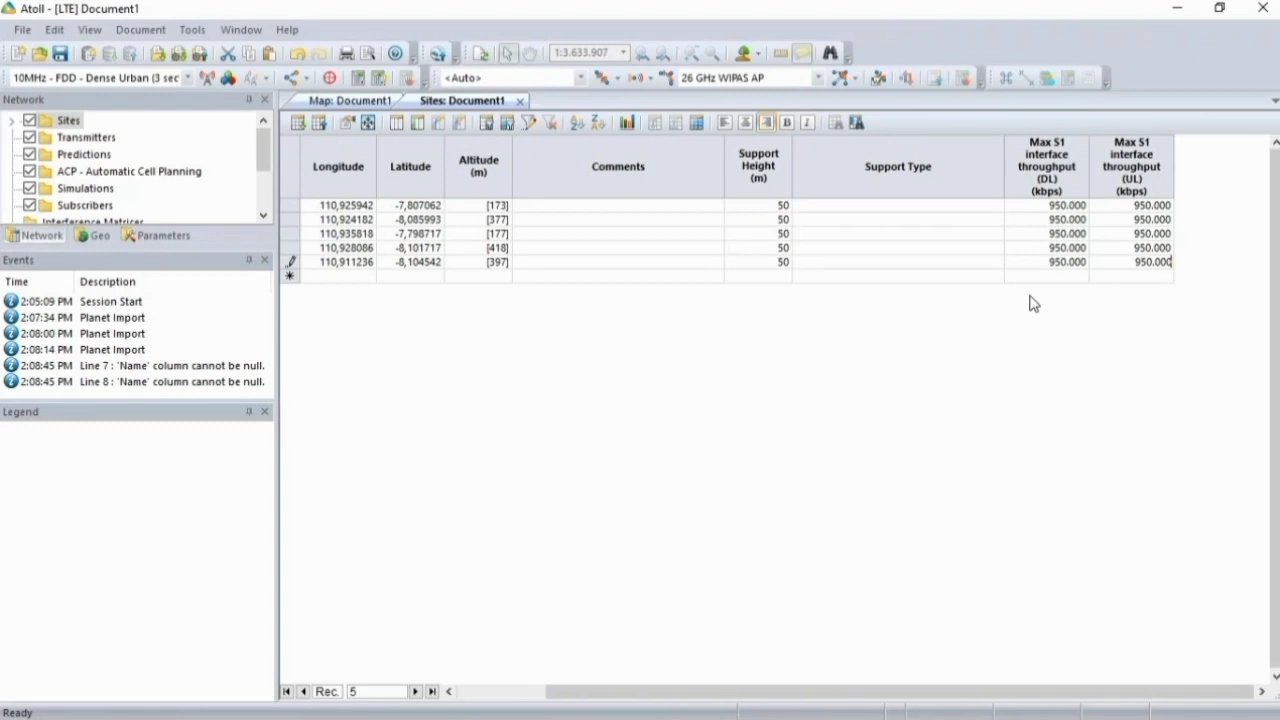 Atoll - [LTE] Document1
File Edit View Document Tools Window Help
1:3.633.907
10MHz - FDD - Dense Urban (3 sec <Auto> 26 GHz WIPAS AP
Network
Map: Document1 Sites: Document1
Sites
Transmitters
Predictions
ACP - Automatic Cell Planning
Simulations
Subscribers
Interference Matrices
Network Geo Parameters
Events
Time Description
2:05:09 PM Session Start
2:07:34 PM Planet Import
2:08:00 PM Planet Import
2:08:14 PM Planet Import
2:08:45 PM Line 7 : 'Name' column cannot be null.
2:08:45 PM Line 8 : 'Name' column cannot be null.
Legend
Longitude Latitude Altitude (m) Comments Support Height (m) Support Type Max S1 interface throughput (DL) (kbps) Max S1 interface throughput (UL) (kbps)
110,925942 -7,807062 [173] 50 950.000 950.000
110,924182 -8,085993 [377] 50 950.000 950.000
110,935818 -7,798717 [177] 50 950.000 950.000
110,928086 -8,101717 [418] 50 950.000 950.000
110,911236 -8,104542 [397] 50 950.000 950.000
Rec. 5
Ready